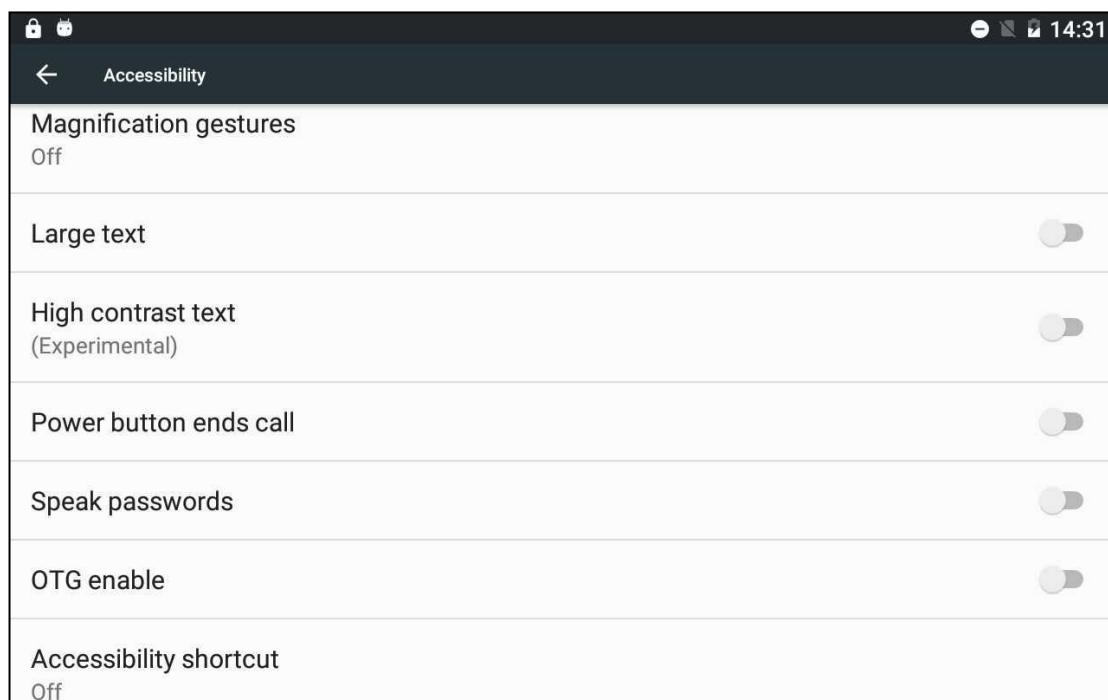 14:31
Accessibility
Magnification gestures
Off
Large text
High contrast text
(Experimental)
Power button ends call
Speak passwords
OTG enable
Accessibility shortcut
Off